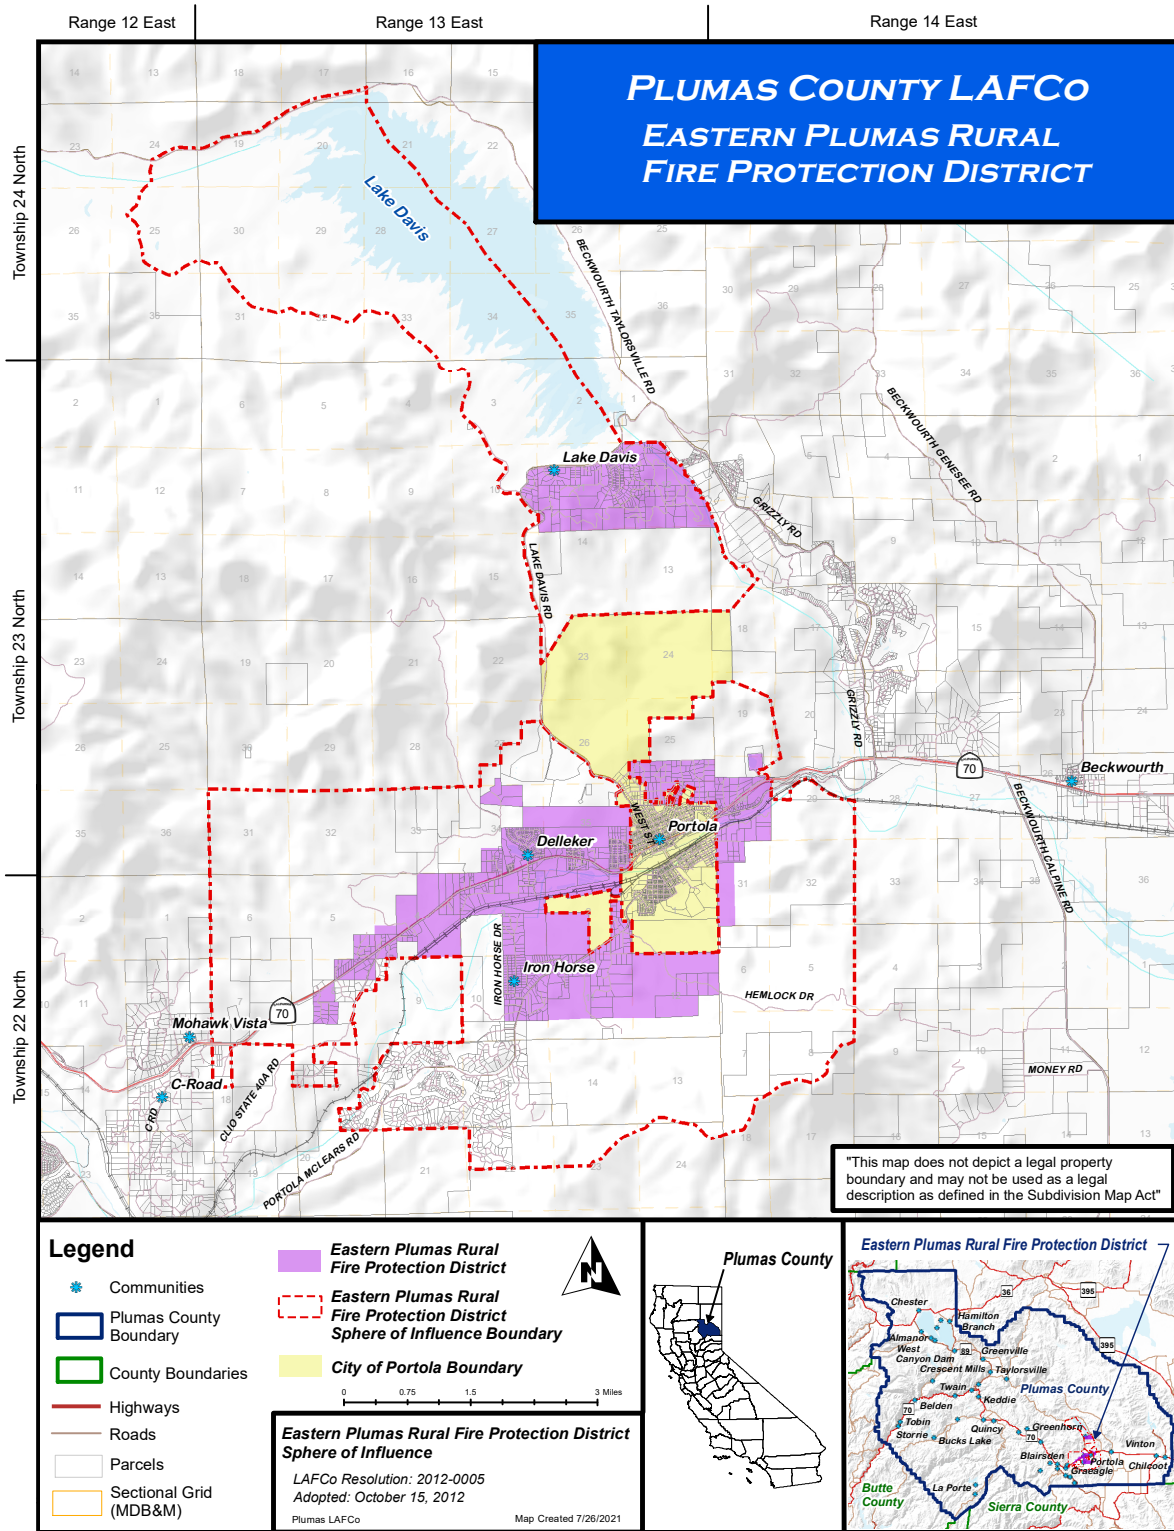 Range 12 East
Range 13 East
Range 14 East
PLUMAS COUNTY LAFCO
EASTERN PLUMAS RURAL
FIRE PROTECTION DISTRICT
Township 24 North
Township 23 North
Township 22 North
Lake Davis
BECKWOURTH TAYLORSVILLE RD
BECKWOURTH GENESEE RD
Lake Davis
GRIZZLY RD
LAKE DAVIS RD
GRIZZLY RD
70
Beckwourth
WEST ST
Portola
Delleker
BECKWOURTH CALPINE RD
IRON HORSE DR
Iron Horse
HEMLOCK DR
70
Mohawk Vista
C-Road
C RD
CLIO STATE 40A RD
PORTOLA MCLEARS RD
MONEY RD
"This map does not depict a legal property
boundary and may not be used as a legal
description as defined in the Subdivision Map Act"
Legend
Communities
Plumas County
Boundary
County Boundaries
Highways
Roads
Parcels
Sectional Grid
(MDB&M)
Eastern Plumas Rural
Fire Protection District
Eastern Plumas Rural
Fire Protection District
Sphere of Influence Boundary
City of Portola Boundary
N
0 0.75 1.5 3 Miles
Eastern Plumas Rural Fire Protection District
Sphere of Influence
LAFCo Resolution: 2012-0005
Adopted: October 15, 2012
Plumas LAFCo
Map Created 7/26/2021
Plumas County
Eastern Plumas Rural Fire Protection District
36
395
395
Chester
Hamilton
Branch
Almanor
West
Canyon Dam
89
Greenville
Crescent Mills
Taylorsville
Twain
Plumas County
Keddie
70
Belden
Tobin
Storrie
Quincy
Greenhorn
70
Bucks Lake
Vinton
Blairsden
Portola
Chilcoot
Graeagle
La Porte
Butte
County
Sierra County